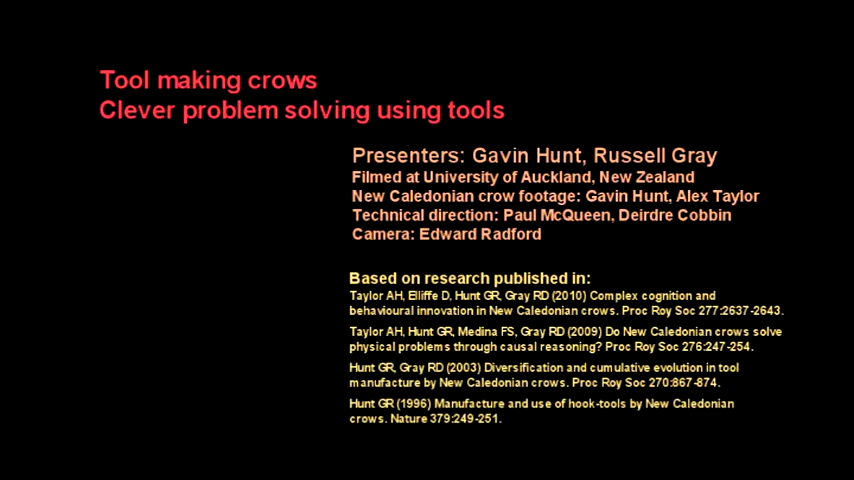 Tool making crows
Clever problem solving using tools
Presenters: Gavin Hunt, Russell Gray
Filmed at University of Auckland, New Zealand
New Caledonian crow footage: Gavin Hunt, Alex Taylor
Technical direction: Paul McQueen, Deirdre Cobbin
Camera: Edward Radford
Based on research published in:
Taylor AH, Elliffe D, Hunt GR, Gray RD (2010) Complex cognition and
behavioural innovation in New Caledonian crows. Proc Roy Soc 277:2637-2643.
Taylor AH, Hunt GR, Medina FS, Gray RD (2009) Do New Caledonian crows solve
physical problems through causal reasoning? Proc Roy Soc 276:247-254.
Hunt GR, Gray RD (2003) Diversification and cumulative evolution in tool
manufacture by New Caledonian crows. Proc Roy Soc 270:867-874.
Hunt GR (1996) Manufacture and use of hook-tools by New Caledonian
crows. Nature 379:249-251.